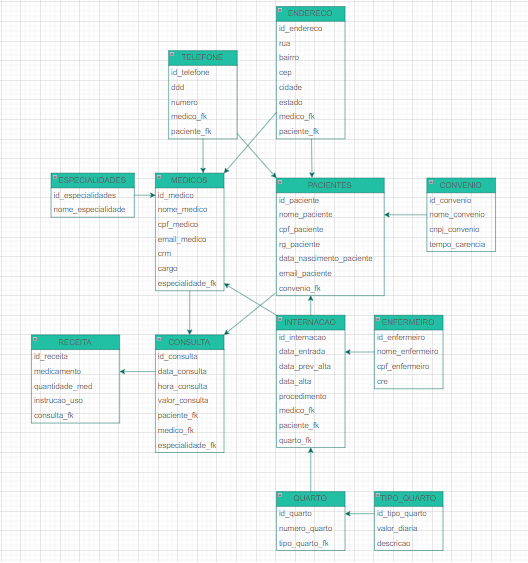 ENDERECO
id_endereco
rua
bairro
cep
cidade
estado
medico_fk
paciente_fk
TELEFONE
id_telefone
ddd
numero
medico_fk
paciente_fk
ESPECIALIDADES
id_especialidades
nome_especialidade
MEDICOS
id_medico
nome_medico
cpf_medico
email_medico
crm
cargo
especialidade_fk
PACIENTES
id_paciente
nome_paciente
cpf_paciente
rg_paciente
data_nascimento_paciente
email_paciente
convenio_fk
CONVENIO
id_convenio
nome_convenio
cnpj_convenio
tempo_carencia
RECEITA
id_receita
medicamento
quantidade_med
instrucao_uso
consulta_fk
CONSULTA
id_consulta
data_consulta
hora_consulta
valor_consulta
paciente_fk
medico_fk
especialidade_fk
INTERNACAO
id_internacao
data_entrada
data_prev_alta
data_alta
procedimento
medico_fk
paciente_fk
quarto_fk
ENFERMEIRO
id_enfermeiro
nome_enfermeiro
cpf_enfermeiro
cre
QUARTO
id_quarto
numero_quarto
tipo_quarto_fk
TIPO_QUARTO
id_tipo_quarto
valor_diaria
descricao